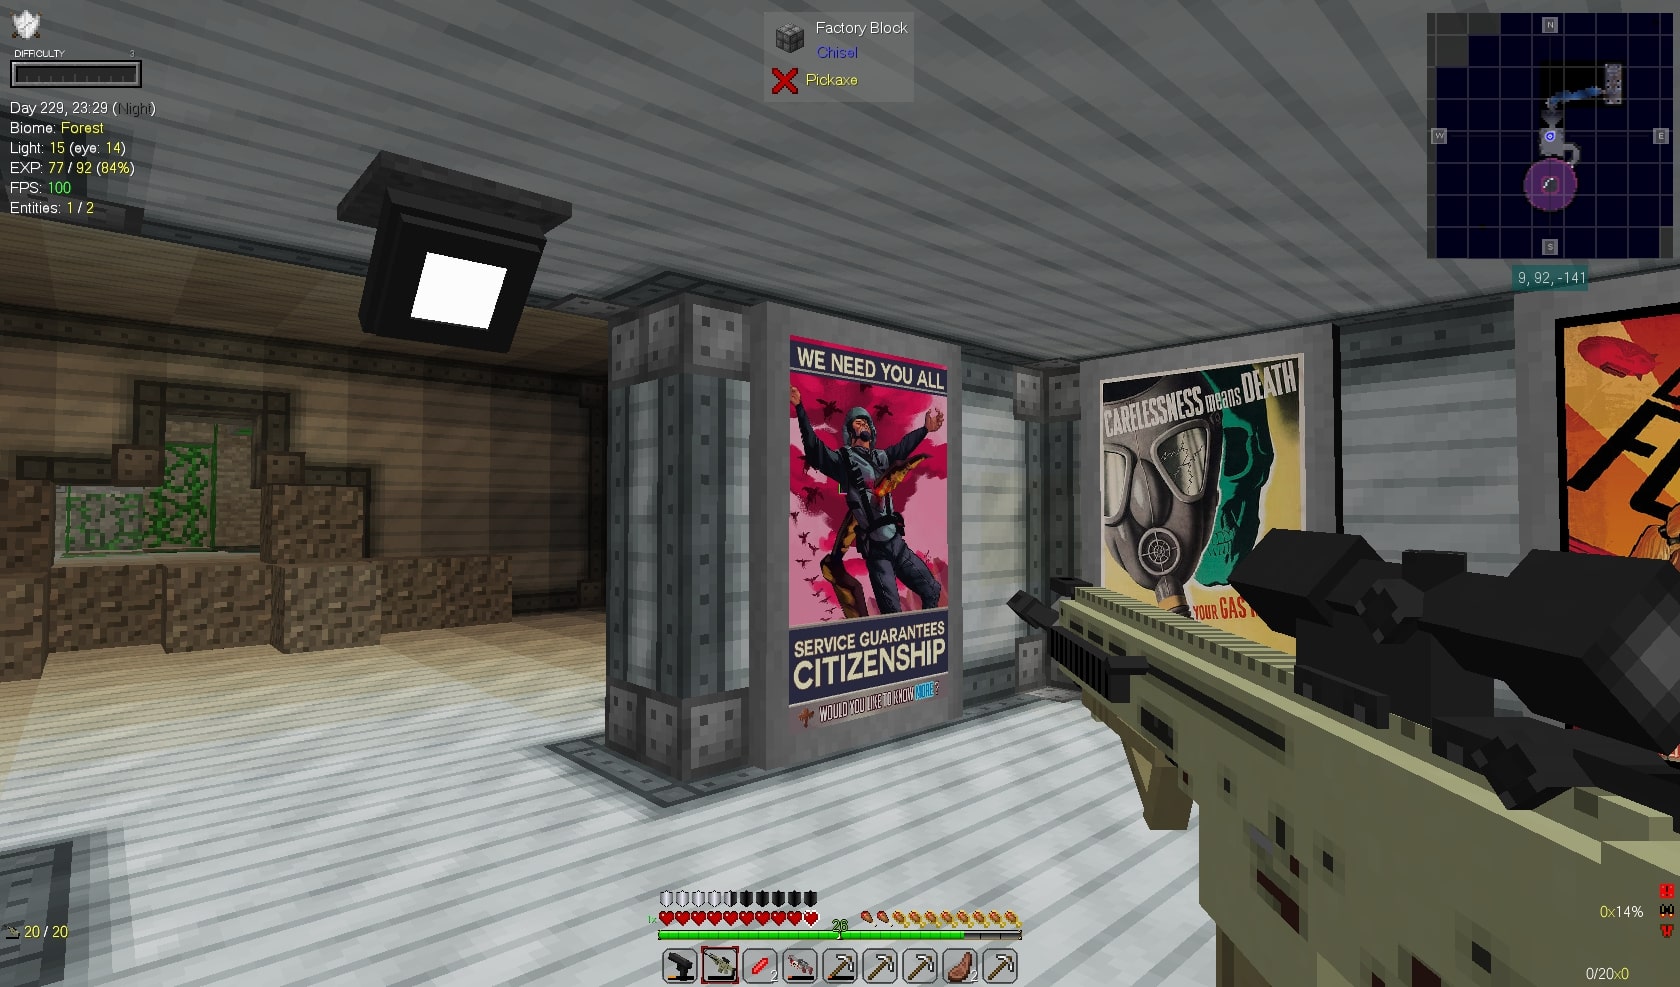 DIFFICULTY 3
Day 229, 23:29 (Night)
Biome: Forest
Light: 15 (eye: 14)
EXP: 77 / 92 (84%)
FPS: 100
Entities: 1 / 2
Factory Block
Chisel
Pickaxe
N
W
E
S
9, 92, -141
WE NEED YOU ALL
SERVICE GUARANTEES
CITIZENSHIP
WOULD YOU LIKE TO KNOW MORE?
CARELESSNESS means DEATH
YOUR GAS
20 / 20
1x
26
2
2
0x14%
0/20x0